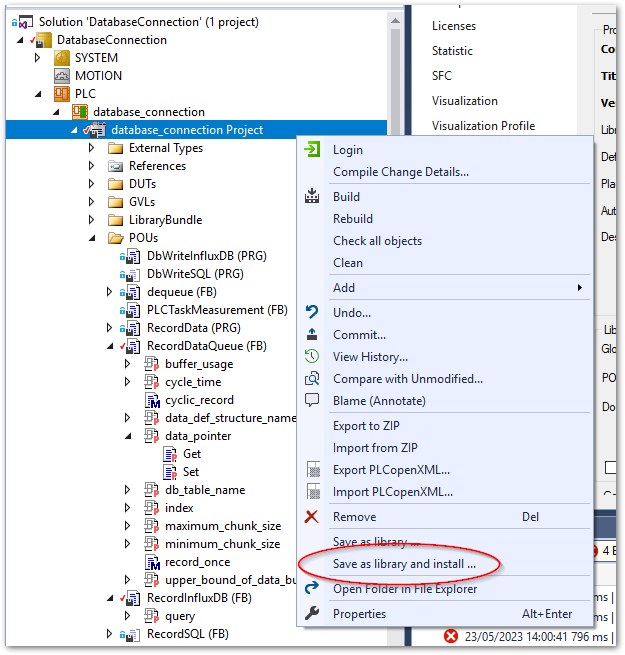 Solution 'DatabaseConnection'
DatabaseConnection
SYSTEM
MOTION
PLC
database_connection
database_connection Project
External Types
References
DUTs
GVLs
LibraryBundle
POUs
DbWriteInfluxDB (PRG)
DbWriteSQL (PRG)
dequeue (FB)
PLCTaskMeasurement (FB)
RecordData (PRG)
RecordDataQueue (FB)
buffer_usage
cycle_time
cyclic_record
data_def_structure_name
data_pointer
Get
Set
db_table_name
index
maximum_chunk_size
minimum_chunk_size
record_once
upper_bound_of_data_bu
RecordInfluxDB (FB)
query
RecordSQL (FB)
Licenses
Statistic
SFC
Visualization
Visualization Profile
Login
Compile Change Details...
Build
Rebuild
Check all objects
Clean
Add
Undo...
Commit...
View History...
Compare with Unmodified...
Blame (Annotate)
Export to ZIP
Import from ZIP
Export PLCopenXML...
Import PLCopenXML...
Remove Del
Save as library ...
Save as library and install ...
Open Folder in File Explorer
Properties Alt+Enter
Pro
Co
Tit
Ve
Lib
Def
Pla
Aut
Des
Lib
Glo
PO
Do
4 E
ms |
ms |
23/05/2023 14:00:41 796 ms |